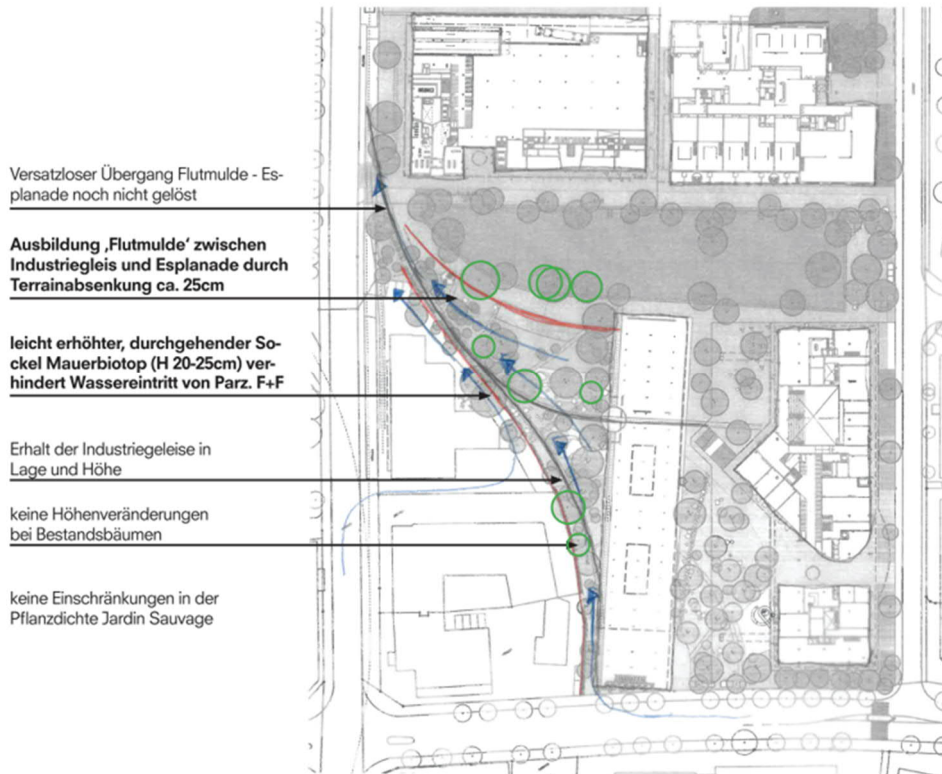 Versatzloser Übergang Flutmulde - Es-
planade noch nicht gelöst
Ausbildung ‚Flutmulde‘ zwischen
Industriegleis und Esplanade durch
Terrainabsenkung ca. 25cm
leicht erhöhter, durchgehender So-
ckel Mauerbiotop (H 20-25cm) ver-
hindert Wassereintritt von Parz. F+F
Erhalt der Industriegeleise in
Lage und Höhe
keine Höhenveränderungen
bei Bestandsbäumen
keine Einschränkungen in der
Pflanzdichte Jardin Sauvage